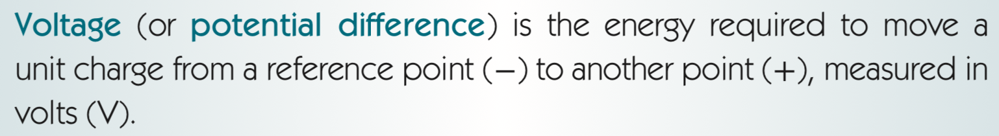 Voltage (or potential difference) is the energy required to move a
unit charge from a reference point (−) to another point (+), measured in
volts (V).